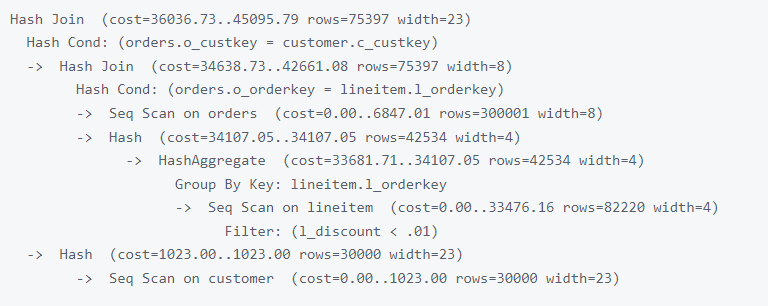 Hash Join  (cost=36036.73..45095.79 rows=75397 width=23)
  Hash Cond: (orders.o_custkey = customer.c_custkey)
  ->  Hash Join  (cost=34638.73..42661.08 rows=75397 width=8)
        Hash Cond: (orders.o_orderkey = lineitem.l_orderkey)
        ->  Seq Scan on orders  (cost=0.00..6847.01 rows=300001 width=8)
        ->  Hash  (cost=34107.05..34107.05 rows=42534 width=4)
              ->  HashAggregate  (cost=33681.71..34107.05 rows=42534 width=4)
                    Group By Key: lineitem.l_orderkey
                    ->  Seq Scan on lineitem  (cost=0.00..33476.16 rows=82220 width=4)
                          Filter: (l_discount < .01)
  ->  Hash  (cost=1023.00..1023.00 rows=30000 width=23)
        ->  Seq Scan on customer  (cost=0.00..1023.00 rows=30000 width=23)